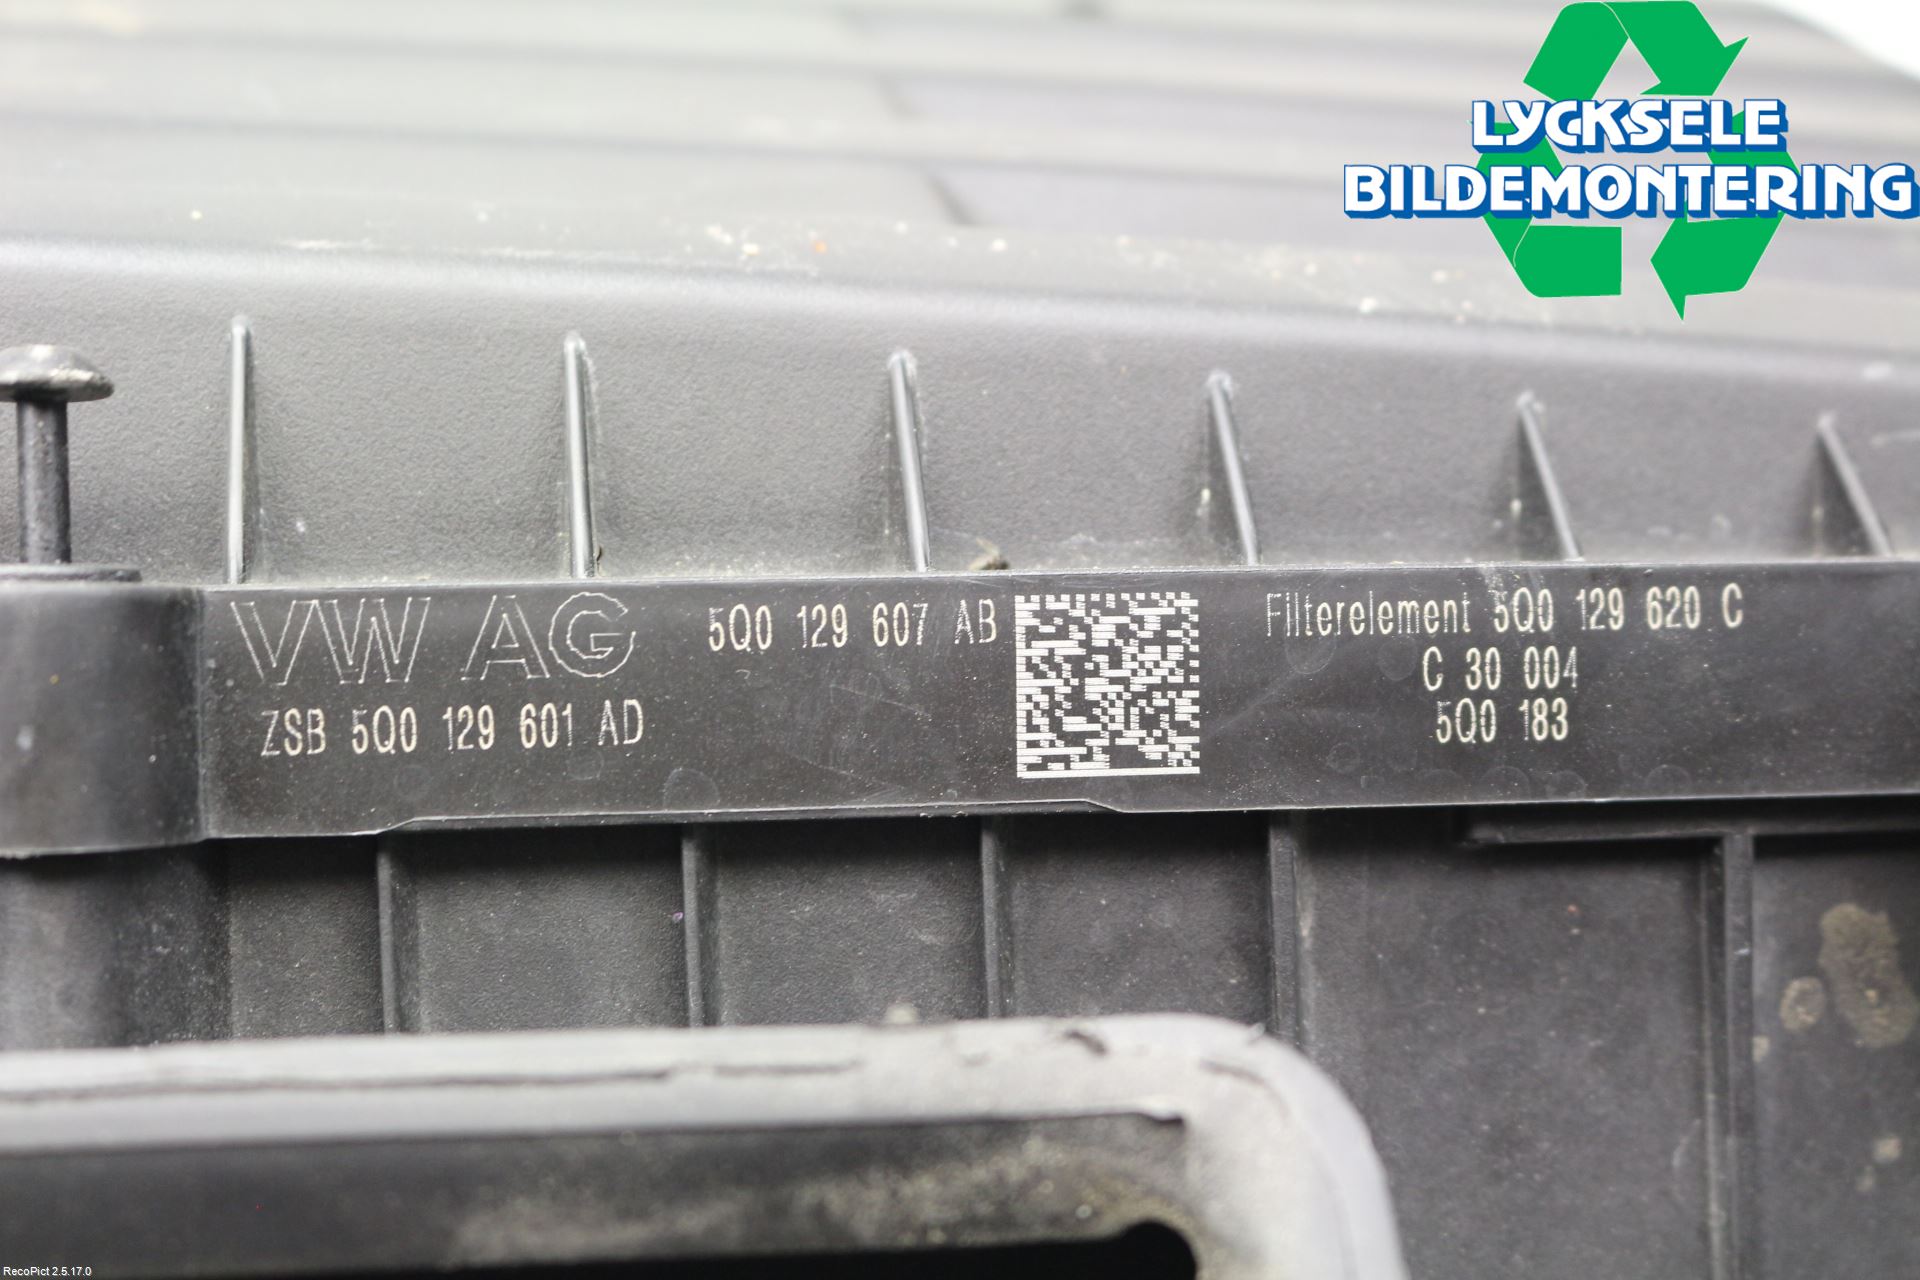 LYCKSELE
BILDEMONTERING
VW AG
5Q0 129 607 AB
Filterelement 5Q0 129 620 C
C 30 004
ZSB 5Q0 129 601 AD
5Q0 183
RecoPict 2.5.17.0